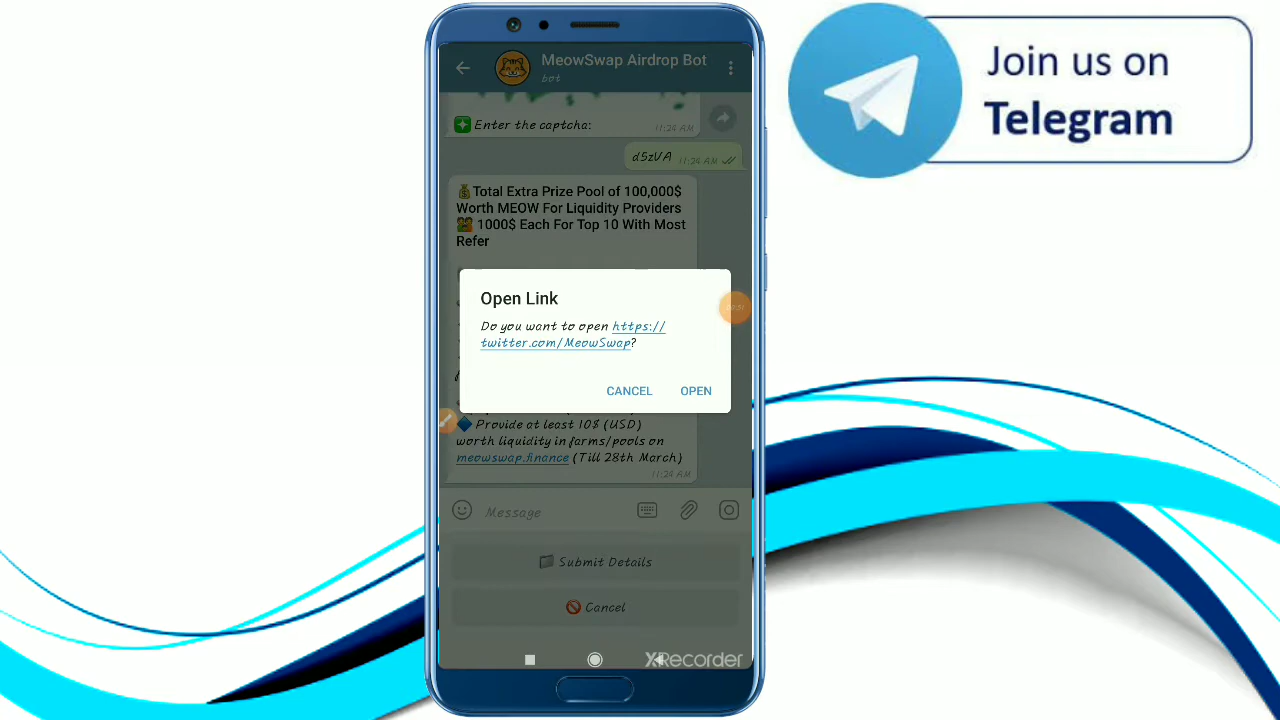 Join us on
Telegram
MeowSwap Airdrop Bot
bot
Enter the captcha:
11:24 AM
d5zVA 11:24 AM
Total Extra Prize Pool of 100,000$
Worth MEOW For Liquidity Providers
1000$ Each For Top 10 With Most
Refer
Open Link
Do you want to open https://
twitter.com/MeowSwap?
CANCEL OPEN
Provide at least 10$ (USD)
worth liquidity in farms/pools on
meowswap.finance (Till 28th March)
11:24 AM
Message
Submit Details
Cancel
XRecorder